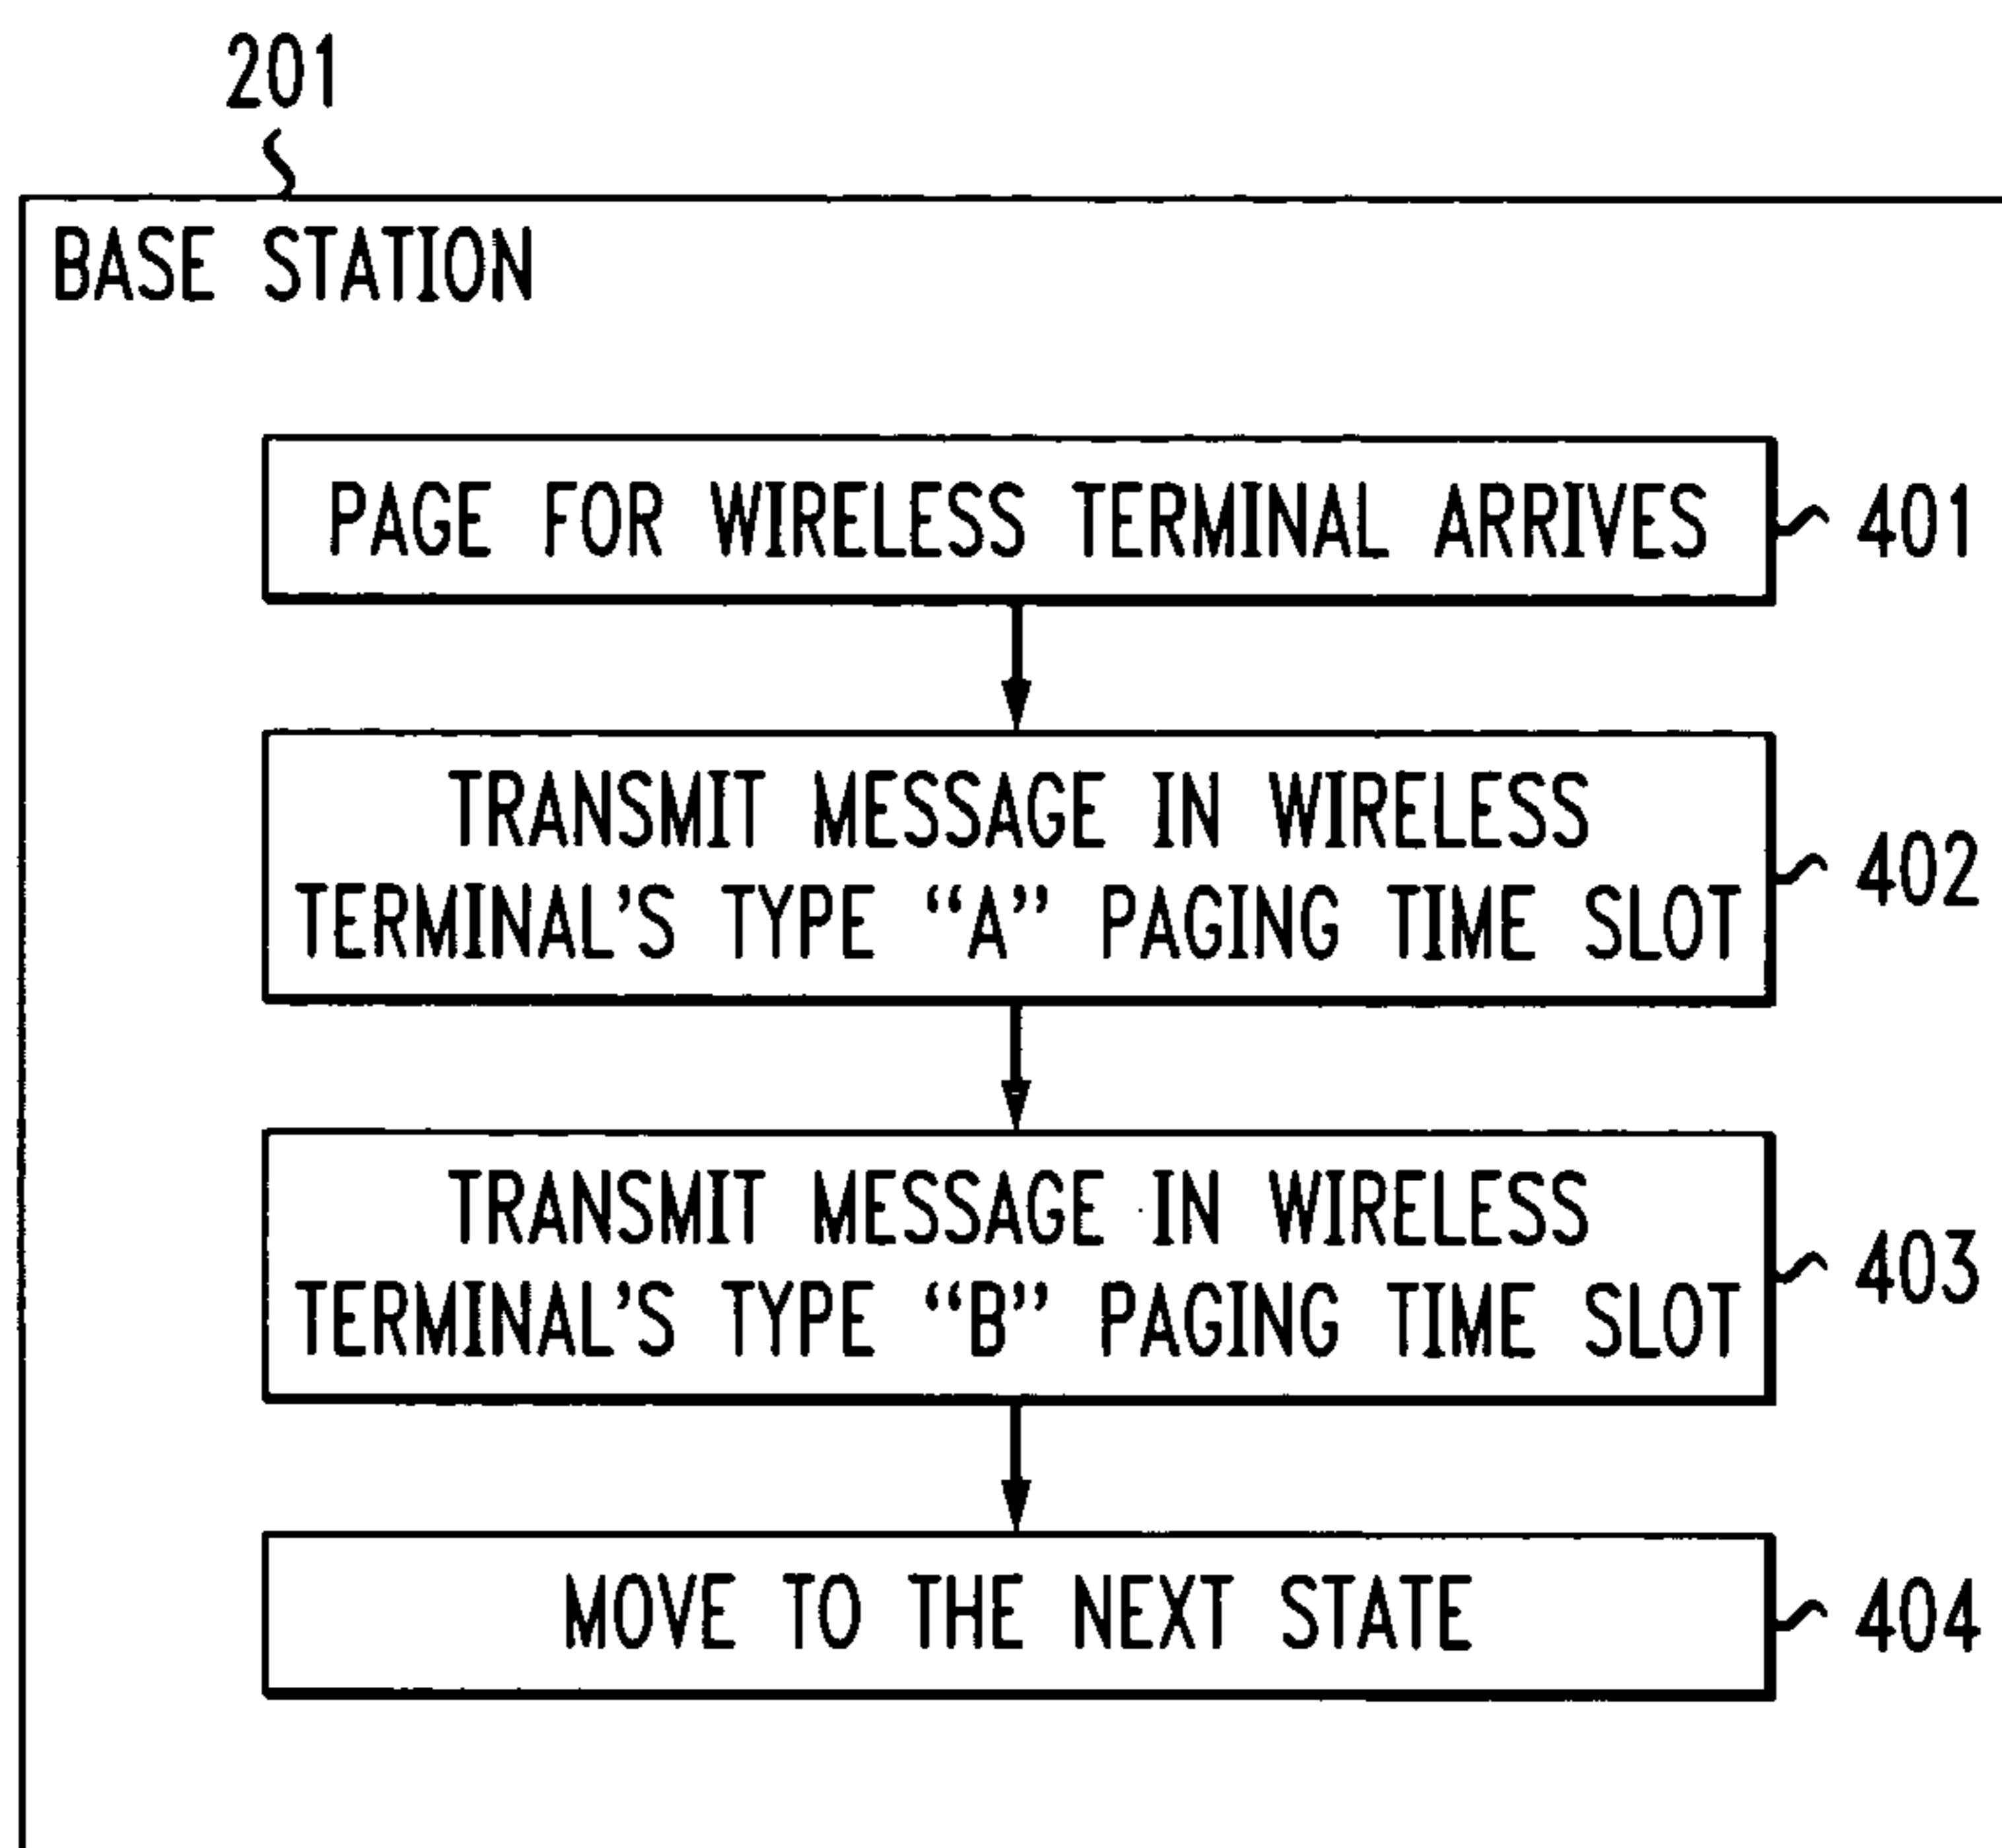 201
BASE STATION
PAGE FOR WIRELESS TERMINAL ARRIVES
401
TRANSMIT MESSAGE IN WIRELESS
TERMINAL'S TYPE “A” PAGING TIME SLOT
402
TRANSMIT MESSAGE IN WIRELESS
TERMINAL'S TYPE “B” PAGING TIME SLOT
403
MOVE TO THE NEXT STATE
404